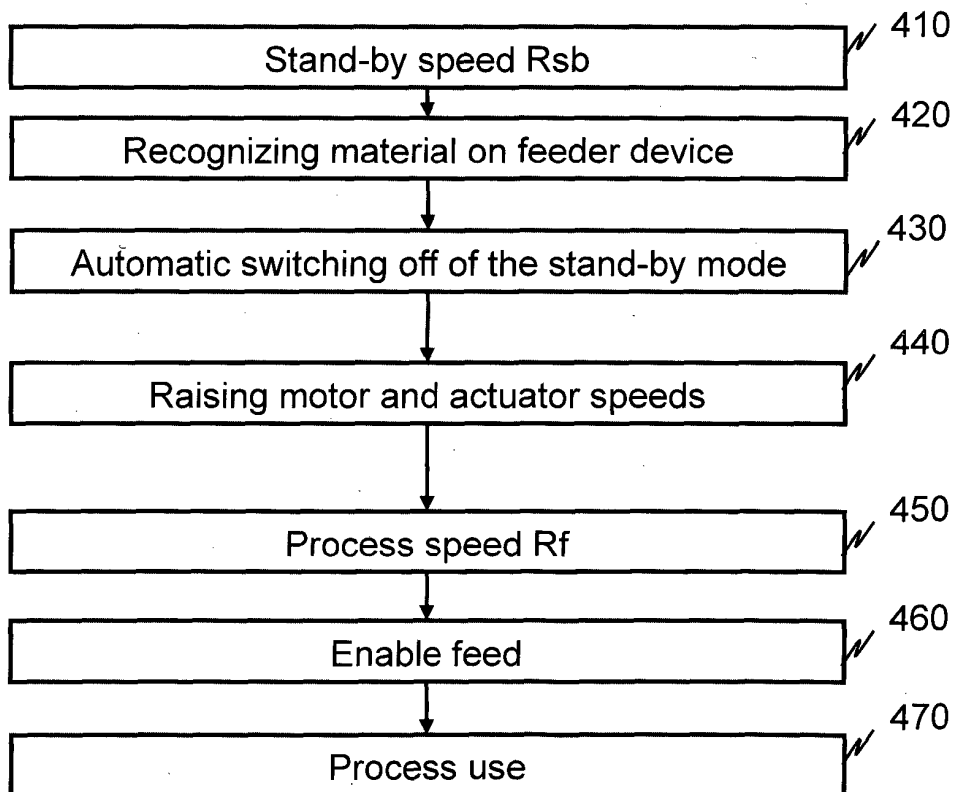 410
Stand-by speed Rsb
420
Recognizing material on feeder device
430
Automatic switching off of the stand-by mode
440
Raising motor and actuator speeds
450
Process speed Rf
460
Enable feed
470
Process use